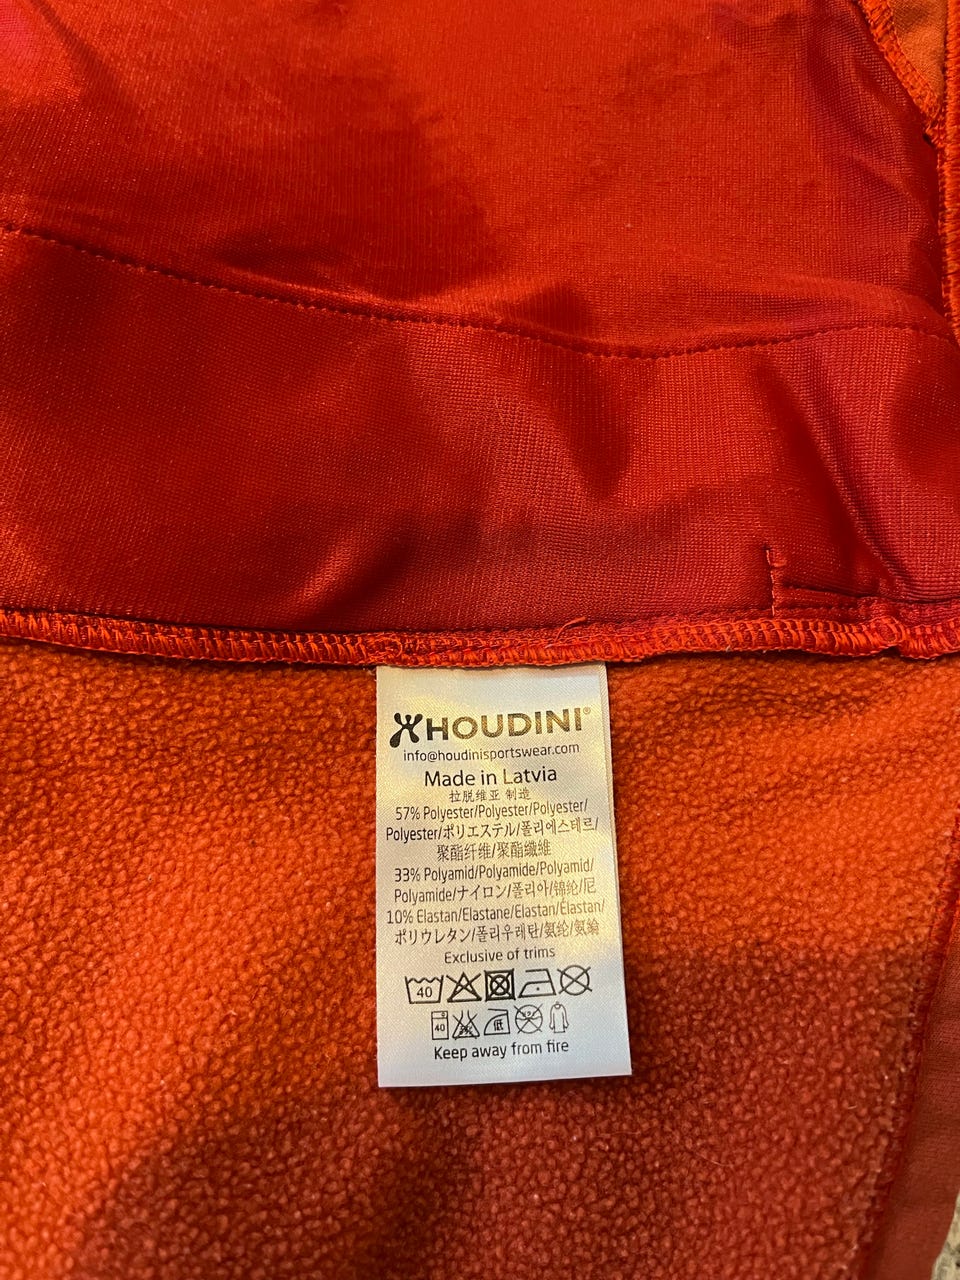 HOUDINI®
info@houdinisportswear.com
Made in Latvia
拉脱维亚 制造
57% Polyester/Polyester/Polyester/
Polyester/ポリエステル/폴리에스테르/
聚酯纤维/聚酯纖維
33% Polyamid/Polyamide/Polyamid/
Polyamide/ナイロン/폴리아/锦纶/尼
10% Elastan/Elastane/Elastan/Élastan/
ポリウレタン/폴리우레탄/氨纶/氨綸
Exclusive of trims
40
40 低
Keep away from fire